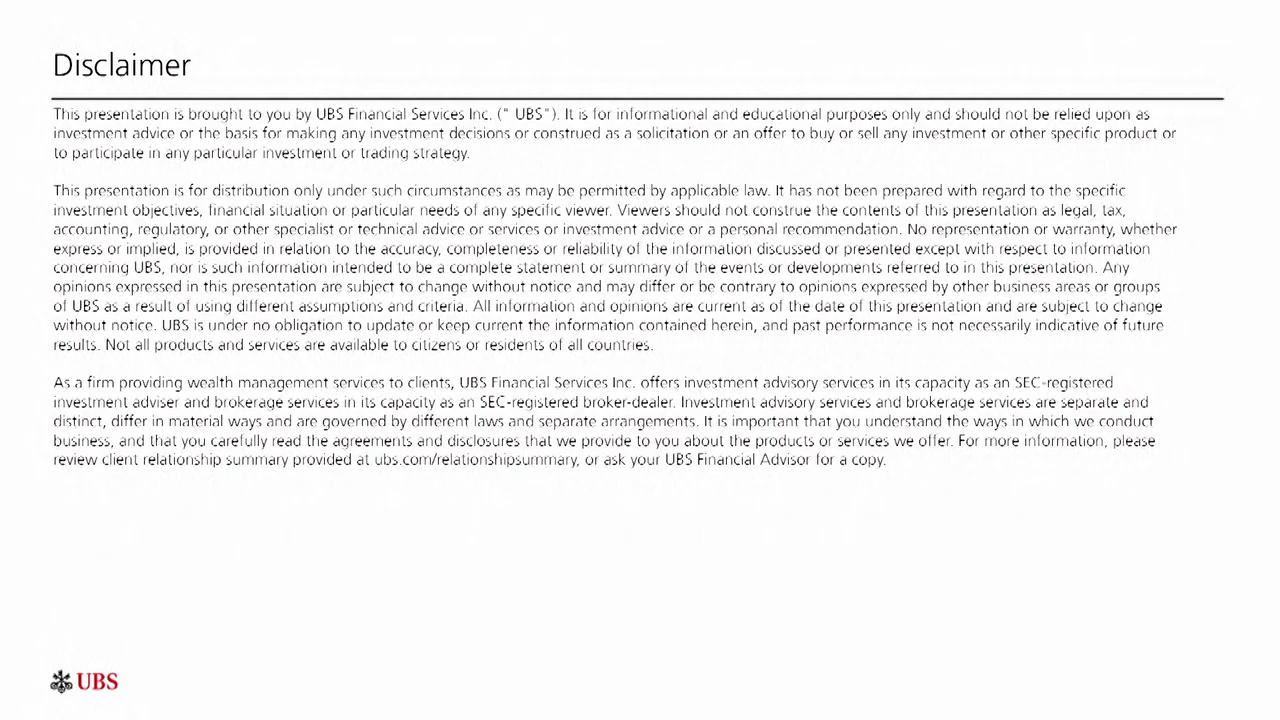 Disclaimer
This presentation is brought to you by UBS Financial Services Inc. (" UBS"). It is for informational and educational purposes only and should not be relied upon as
investment advice or the basis for making any investment decisions or construed as a solicitation or an offer to buy or sell any investment or other specific product or
to participate in any particular investment or trading strategy.
This presentation is for distribution only under such circumstances as may be permitted by applicable law. It has not been prepared with regard to the specific
investment objectives, financial situation or particular needs of any specific viewer. Viewers should not construe the contents of this presentation as legal, tax,
accounting, regulatory, or other specialist or technical advice or services or investment advice or a personal recommendation. No representation or warranty, whether
express or implied, is provided in relation to the accuracy, completeness or reliability of the information discussed or presented except with respect to information
concerning UBS, nor is such information intended to be a complete statement or summary of the events or developments referred to in this presentation. Any
opinions expressed in this presentation are subject to change without notice and may differ or be contrary to opinions expressed by other business areas or groups
of UBS as a result of using different assumptions and criteria. All information and opinions are current as of the date of this presentation and are subject to change
without notice. UBS is under no obligation to update or keep current the information contained herein, and past performance is not necessarily indicative of future
results. Not all products and services are available to citizens or residents of all countries.
As a firm providing wealth management services to clients, UBS Financial Services Inc. offers investment advisory services in its capacity as an SEC-registered
investment adviser and brokerage services in its capacity as an SEC-registered broker-dealer. Investment advisory services and brokerage services are separate and
distinct, differ in material ways and are governed by different laws and separate arrangements. It is important that you understand the ways in which we conduct
business, and that you carefully read the agreements and disclosures that we provide to you about the products or services we offer. For more information, please
review client relationship summary provided at ubs.com/relationshipsummary, or ask your UBS Financial Advisor for a copy.
UBS